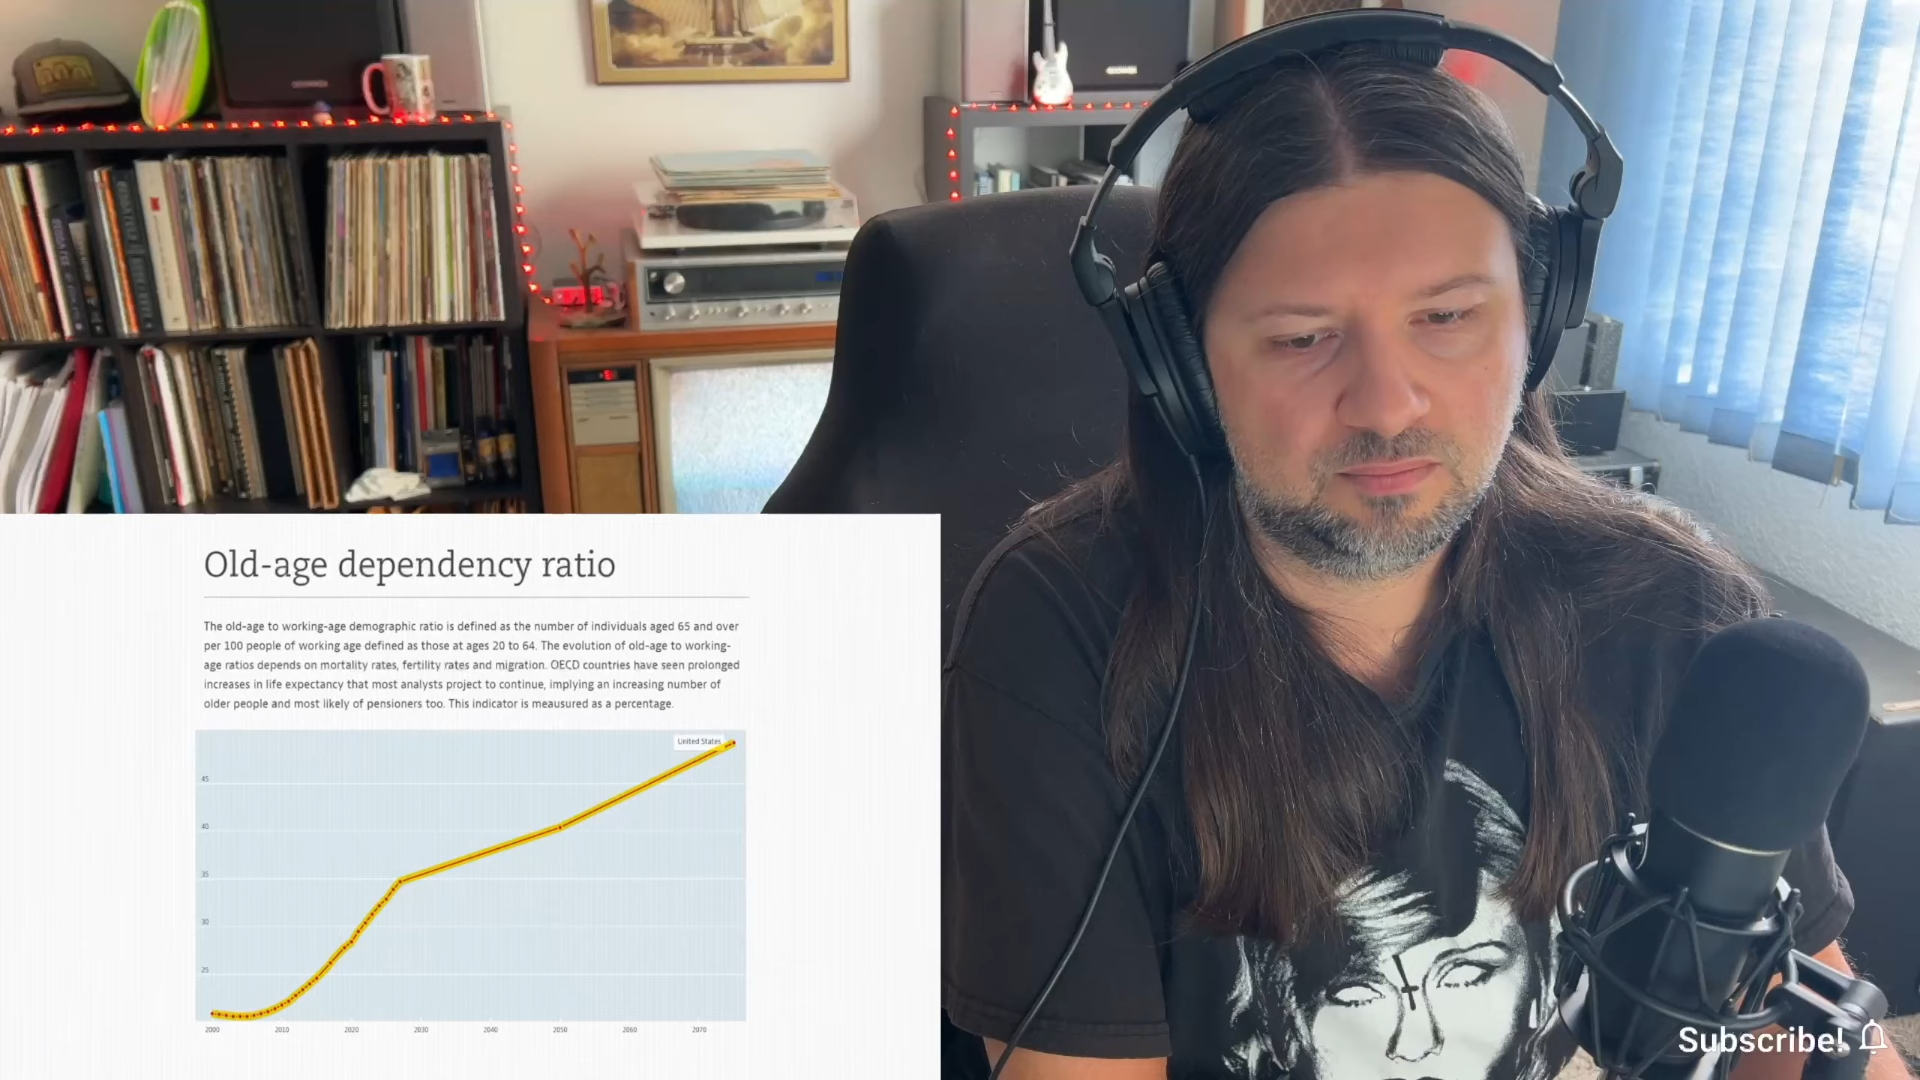 Old-age dependency ratio
The old-age to working-age demographic ratio is defined as the number of individuals aged 65 and over
per 100 people of working age defined as those at ages 20 to 64. The evolution of old-age to working-
age ratios depends on mortality rates, fertility rates and migration. OECD countries have seen prolonged
increases in life expectancy that most analysts project to continue, implying an increasing number of
older people and most likely of pensioners too. This indicator is meausured as a percentage.
United States
45
40
35
30
25
2000 2010 2020 2030 2040 2050 2060 2070
Subscribe!